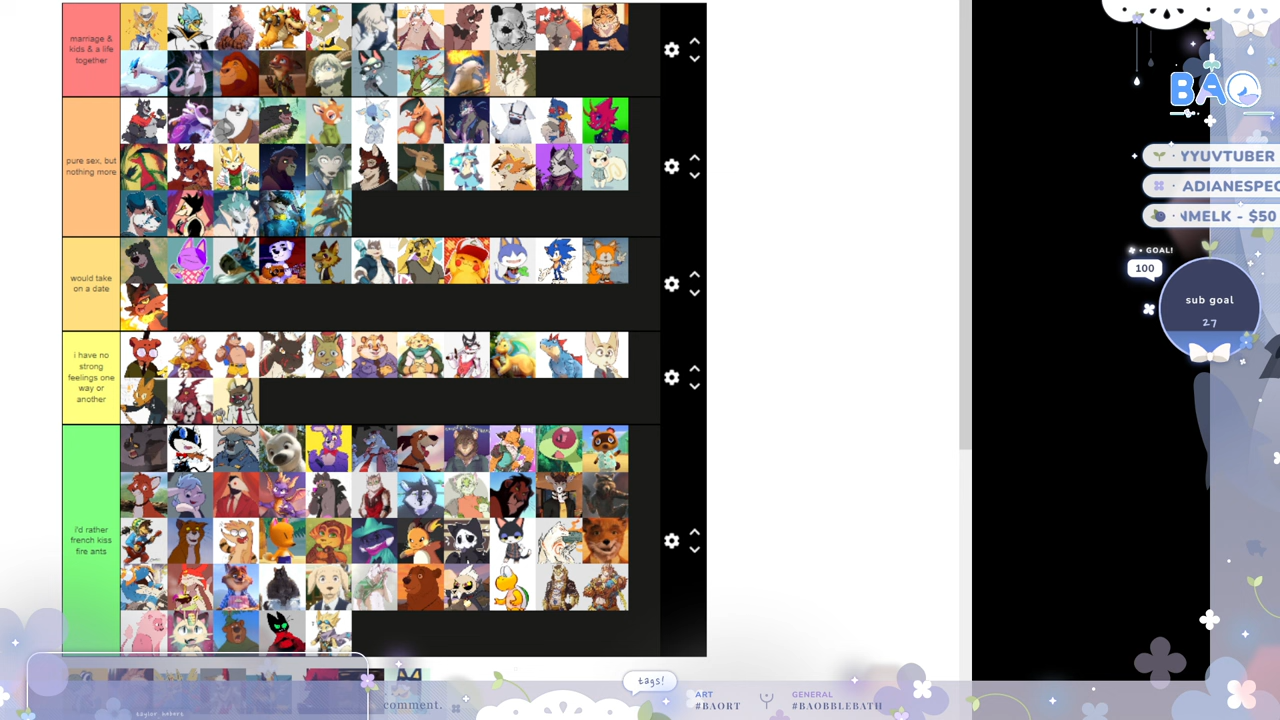 marriage &
kids & a life
together
pure sex, but
nothing more
would take
on a date
i have no
strong
feelings one
way or
another
i'd rather
french kiss
fire ants
BAO
YYUVTUBER
ADIANESPEC
NMELK - $50
• GOAL!
100
sub goal
27
comment.
tags!
ART
#BAORT
GENERAL
#BAOBBLEBATH